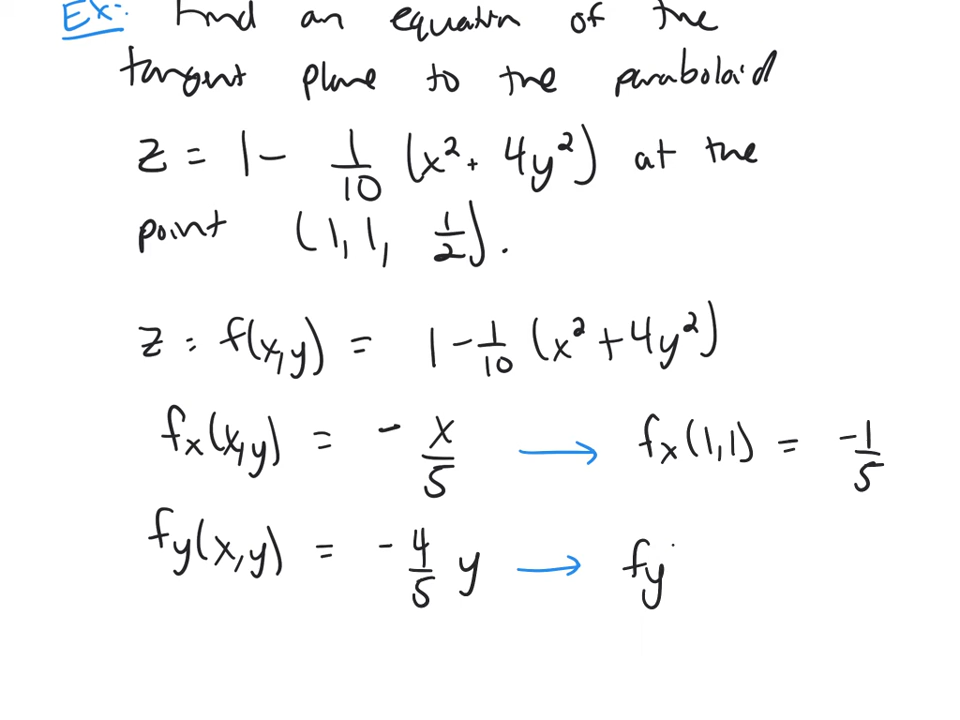 Ex: Find an equation of the
tangent plane to the paraboloid
z = 1 - 1/10 (x² + 4y²) at the
point (1, 1, 1/2).
z = f(x,y) = 1 - 1/10 (x² + 4y²)
fx(x,y) = - x/5 → fx(1,1) = -1/5
fy(x,y) = - 4/5 y → fy